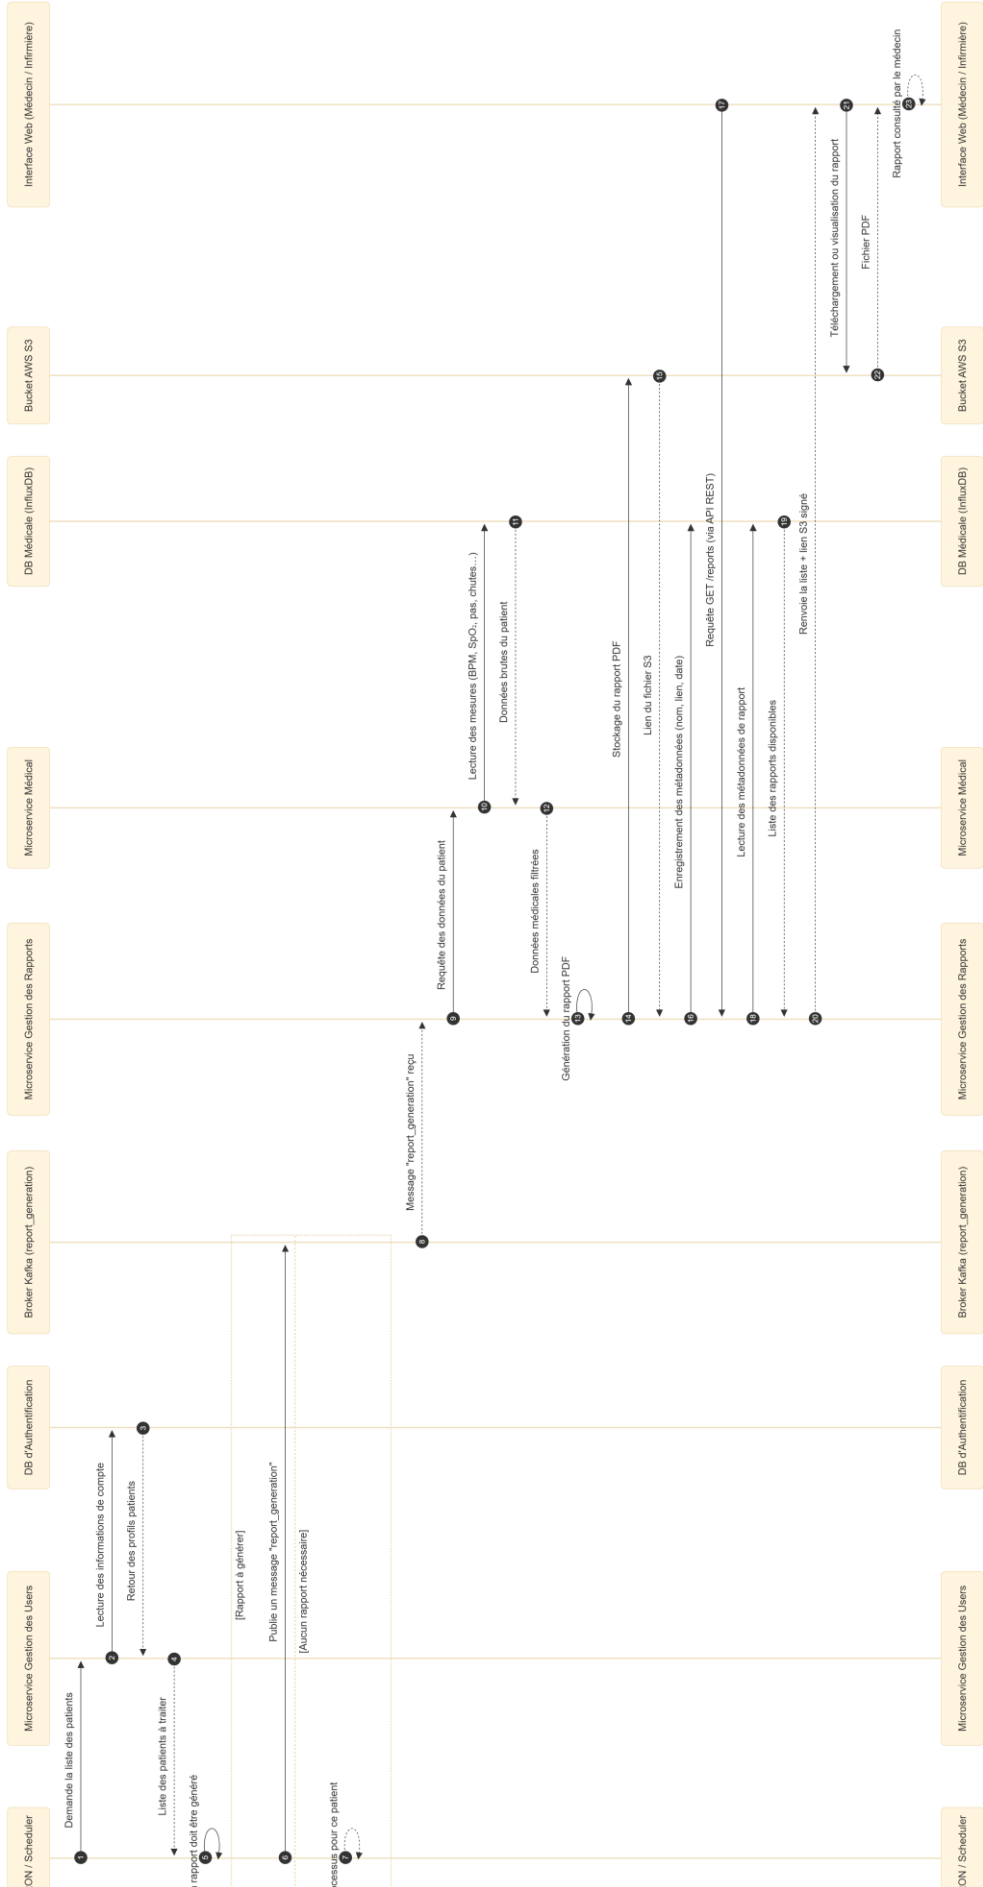 ON / Scheduler
Microservice Gestion des Users
DB d'Authentification
Broker Kafka (report_generation)
Microservice Gestion des Rapports
Microservice Médical
DB Médicale (InfluxDB)
Bucket AWS S3
Interface Web (Médecin / Infirmière)
1
Demande la liste des patients
2
Lecture des informations de compte
3
Retour des profils patients
4
Liste des patients à traiter
5
rapport doit être généré
[Rapport à générer]
6
Publie un message "report_generation"
[Aucun rapport nécessaire]
7
cessus pour ce patient
8
Message "report_generation" reçu
9
Requête des données du patient
10
Lecture des mesures (BPM, SpO₂, pas, chutes...)
11
Données brutes du patient
12
Données médicales filtrées
13
Génération du rapport PDF
14
Stockage du rapport PDF
15
Lien du fichier S3
16
Enregistrement des métadonnées (nom, lien, date)
17
Requête GET /reports (via API REST)
18
Lecture des métadonnées de rapport
19
Liste des rapports disponibles
20
Renvoie la liste + lien S3 signé
21
Téléchargement ou visualisation du rapport
22
Fichier PDF
23
Rapport consulté par le médecin
ON / Scheduler
Microservice Gestion des Users
DB d'Authentification
Broker Kafka (report_generation)
Microservice Gestion des Rapports
Microservice Médical
DB Médicale (InfluxDB)
Bucket AWS S3
Interface Web (Médecin / Infirmière)